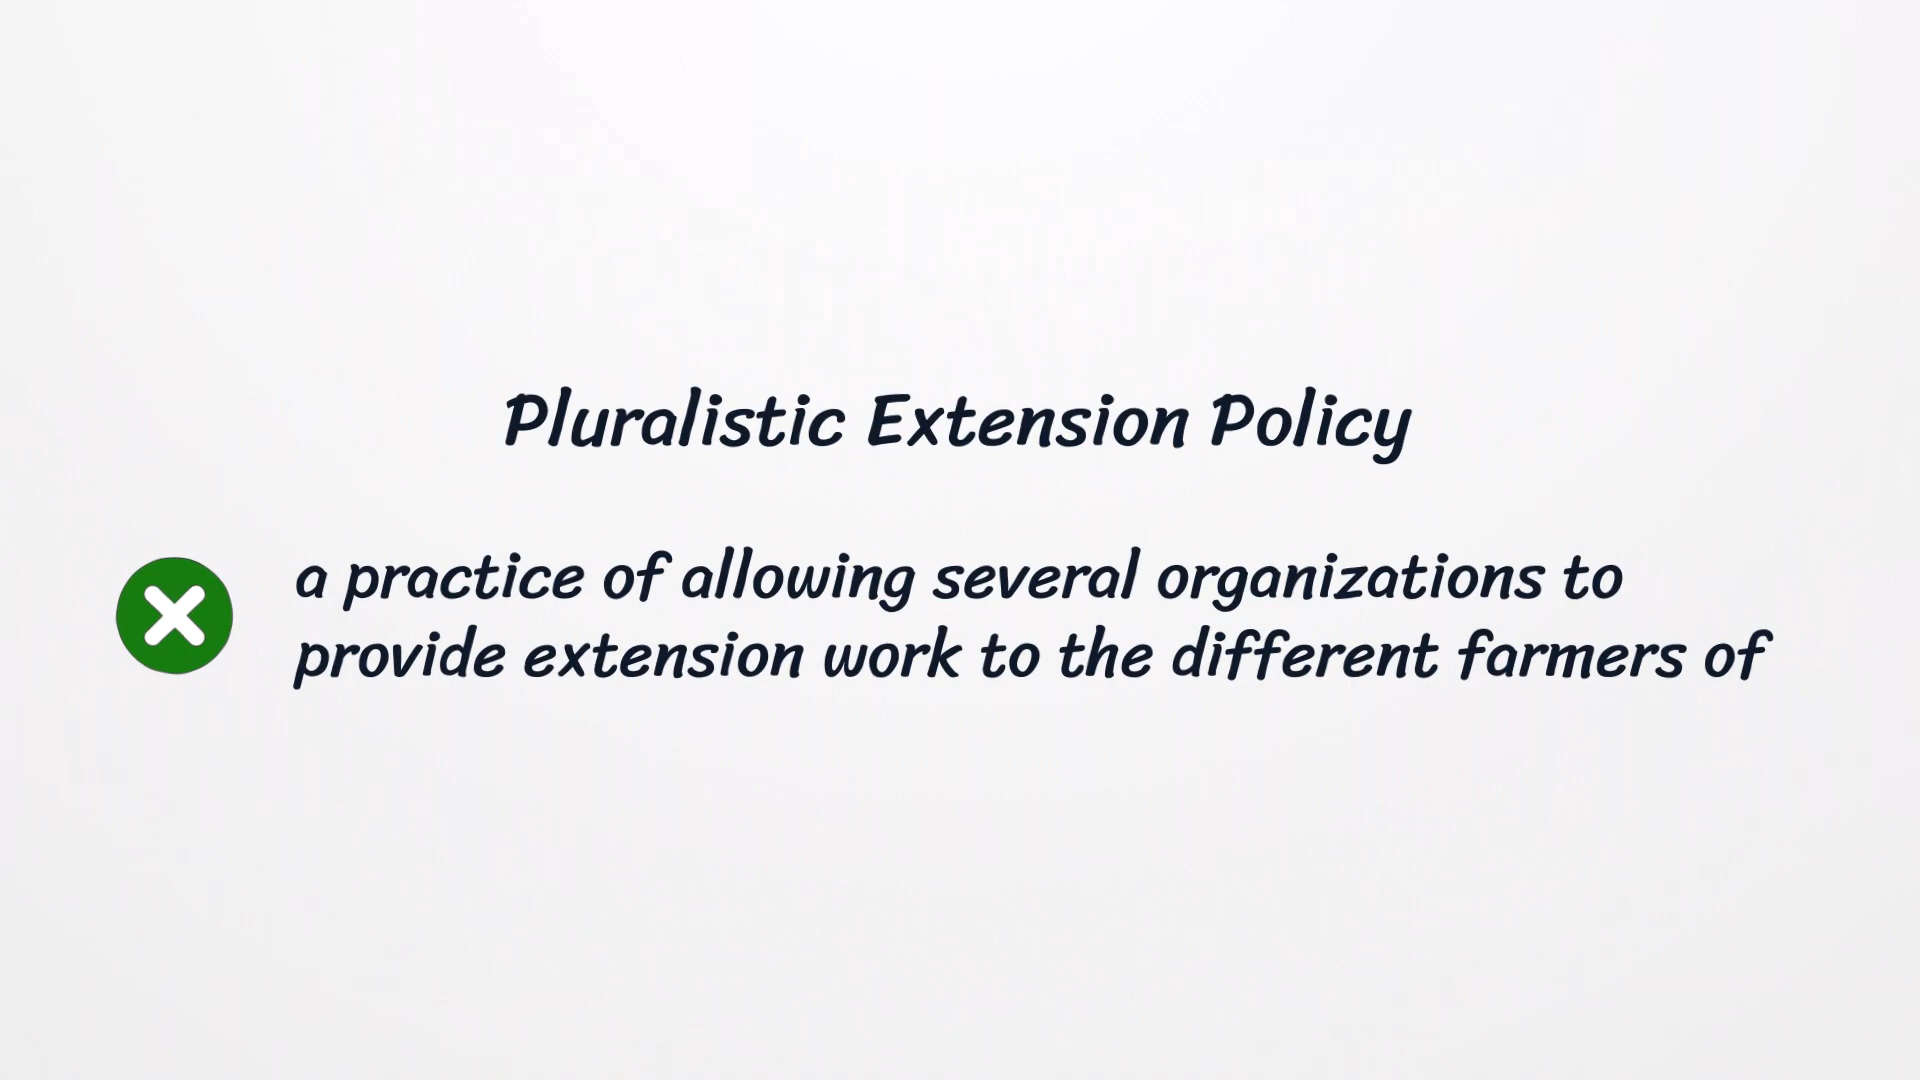 Pluralistic Extension Policy
a practice of allowing several organizations to
provide extension work to the different farmers of